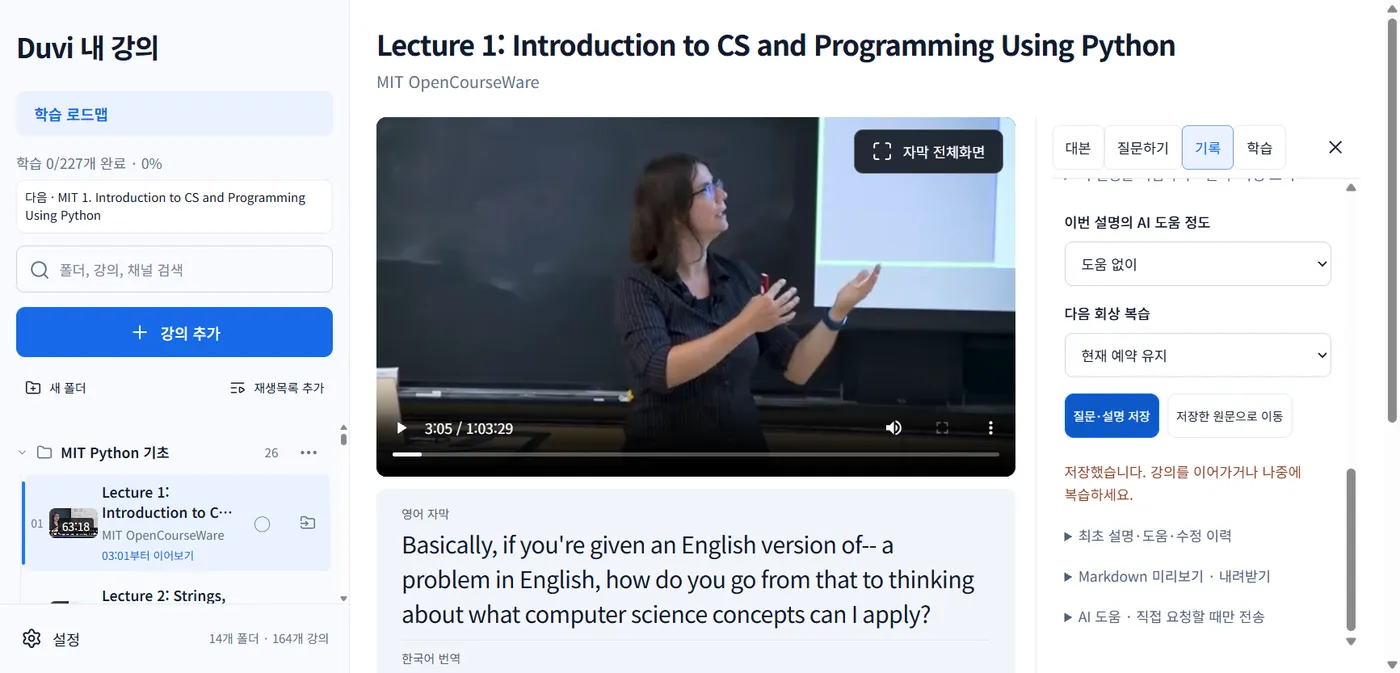 Duvi 내 강의
학습 로드맵
학습 0/227개 완료 · 0%
다음 · MIT 1. Introduction to CS and Programming
Using Python
폴더, 강의, 채널 검색
강의 추가
새 폴더
재생목록 추가
MIT Python 기초
26
01
63:18
Lecture 1:
Introduction to C…
MIT OpenCourseWare
03:01부터 이어보기
Lecture 2: Strings,
설정
14개 폴더 · 164개 강의
Lecture 1: Introduction to CS and Programming Using Python
MIT OpenCourseWare
자막 전체화면
3:05 / 1:03:29
영어 자막
Basically, if you're given an English version of-- a
problem in English, how do you go from that to thinking
about what computer science concepts can I apply?
한국어 번역
대본
질문하기
기록
학습
이번 설명의 AI 도움 정도
도움 없이
다음 회상 복습
현재 예약 유지
질문·설명 저장
저장한 원문으로 이동
저장했습니다. 강의를 이어가거나 나중에
복습하세요.
최초 설명·도움·수정 이력
Markdown 미리보기 · 내려받기
AI 도움 · 직접 요청할 때만 전송